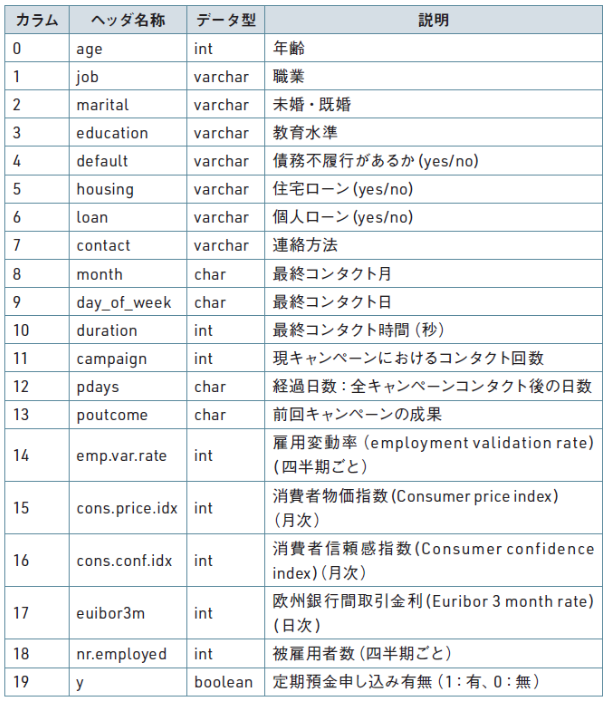 カラム ヘッダ名称 データ型 説明
0 age int 年齢
1 job varchar 職業
2 marital varchar 未婚・既婚
3 education varchar 教育水準
4 default varchar 債務不履行があるか(yes/no)
5 housing varchar 住宅ローン(yes/no)
6 loan varchar 個人ローン(yes/no)
7 contact varchar 連絡方法
8 month char 最終コンタクト月
9 day_of_week char 最終コンタクト日
10 duration int 最終コンタクト時間(秒)
11 campaign int 現キャンペーンにおけるコンタクト回数
12 pdays char 経過日数:全キャンペーンコンタクト後の日数
13 poutcome char 前回キャンペーンの成果
14 emp.var.rate int 雇用変動率(employment validation rate)
(四半期ごと)
15 cons.price.idx int 消費者物価指数(Consumer price index)
(月次)
16 cons.conf.idx int 消費者信頼感指数(Consumer confidence
index)(月次)
17 euibor3m int 欧州銀行間取引金利(Euribor 3 month rate)
(日次)
18 nr.employed int 被雇用者数(四半期ごと)
19 y boolean 定期預金申し込み有無(1:有、0:無)